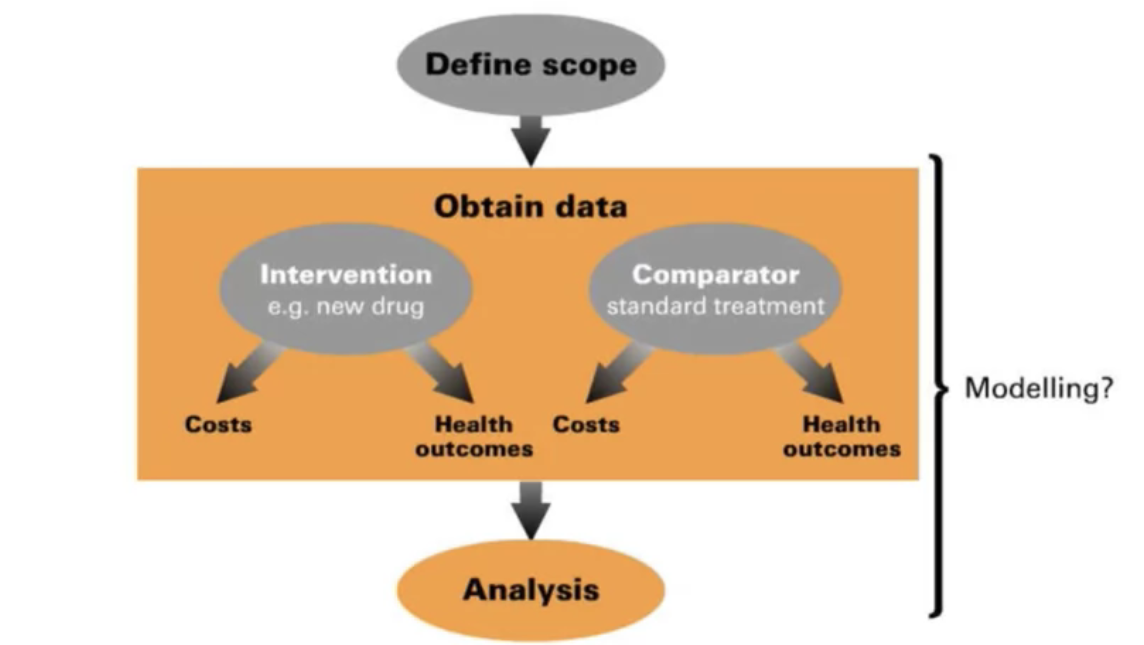 Define scope
Obtain data
Intervention
e.g. new drug
Comparator
standard treatment
Costs
Health
outcomes
Costs
Health
outcomes
Modelling?
Analysis